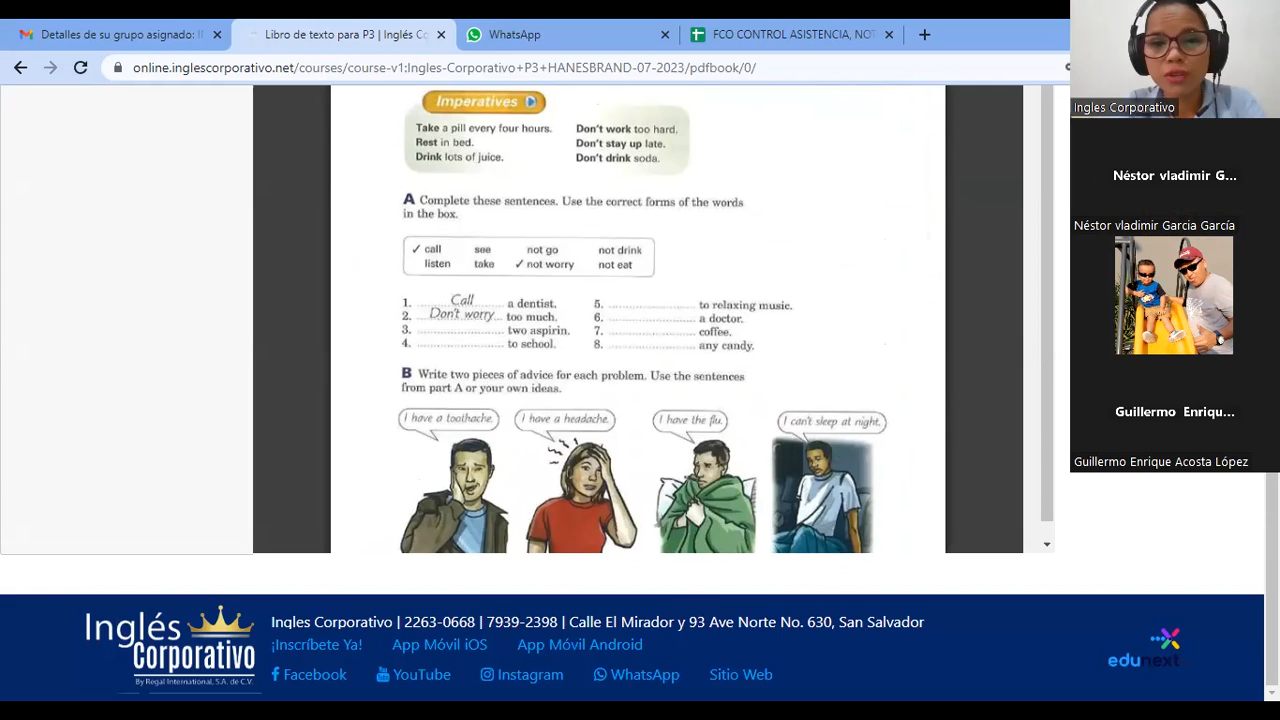 Detalles de su grupo asignado: I
Libro de texto para P3 | Inglés Co
WhatsApp
FCO CONTROL ASISTENCIA, NOT
online.inglescorporativo.net/courses/course-v1:Ingles-Corporativo+P3+HANESBRAND-07-2023/pdfbook/0/
Imperatives
Take a pill every four hours. Don't work too hard.
Rest in bed. Don't stay up late.
Drink lots of juice. Don't drink soda.
A Complete these sentences. Use the correct forms of the words
in the box.
✓ call see not go not drink
listen take ✓ not worry not eat
1. Call a dentist. 5. to relaxing music.
2. Don't worry too much. 6. a doctor.
3. two aspirin. 7. coffee.
4. to school. 8. any candy.
B Write two pieces of advice for each problem. Use the sentences
from part A or your own ideas.
I have a toothache. I have a headache. I have the flu. I can't sleep at night.
Ingles Corporativo
Néstor vladimir G...
Néstor vladimir Garcia García
Guillermo Enriqu...
Guillermo Enrique Acosta López
Inglés
Corporativo
By Regal International, S.A. de C.V.
Ingles Corporativo | 2263-0668 | 7939-2398 | Calle El Mirador y 93 Ave Norte No. 630, San Salvador
¡Inscríbete Ya! App Móvil iOS App Móvil Android
Facebook YouTube Instagram WhatsApp Sitio Web
edunext